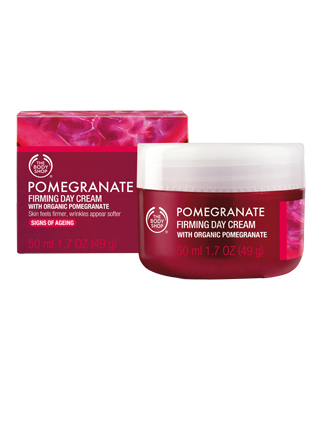 THE
BODY
SHOP
POMEGRANATE
FIRMING DAY CREAM
WITH ORGANIC POMEGRANATE
Skin feels firmer, wrinkles appear softer
SIGNS OF AGEING
50 ml 1.7 OZ (49 g)
THE
BODY
SHOP
POMEGRANATE
FIRMING DAY CREAM
WITH ORGANIC POMEGRANATE
50 ml 1.7 OZ (49 g)